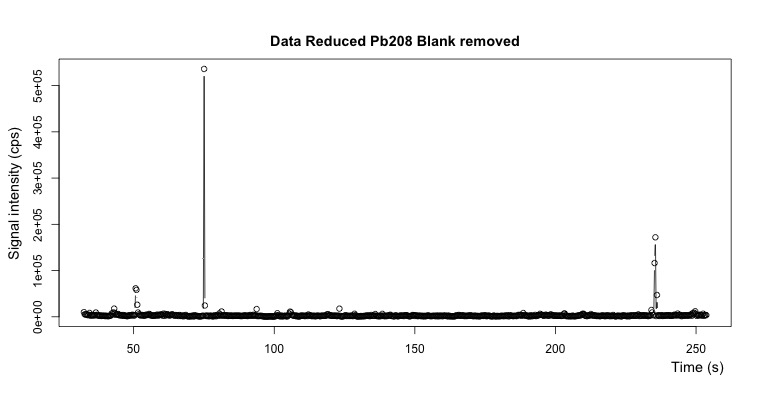 Data Reduced Pb208 Blank removed
Signal intensity (cps)
5e+05
4e+05
3e+05
2e+05
1e+05
0e+00
50 100 150 200 250
Time (s)